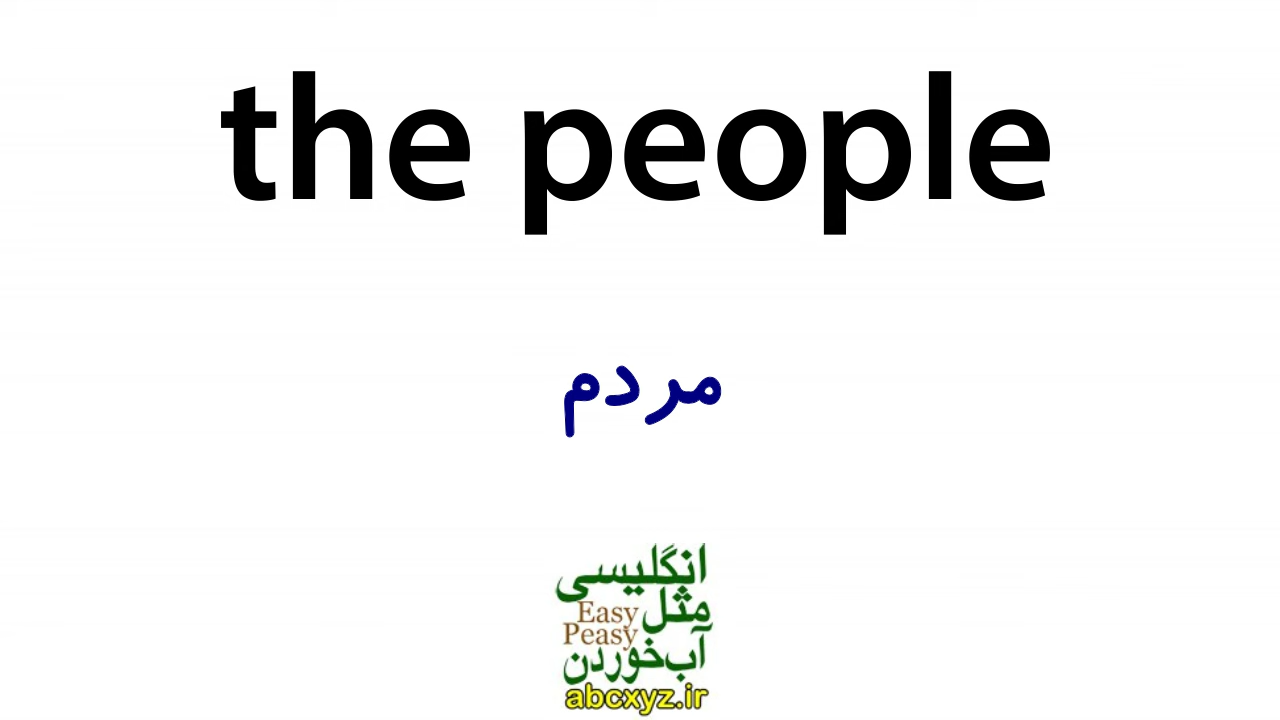 the people
مردم
انگلیسی
مثل
Easy
Peasy
آب‌خوردن
abcxyz.ir